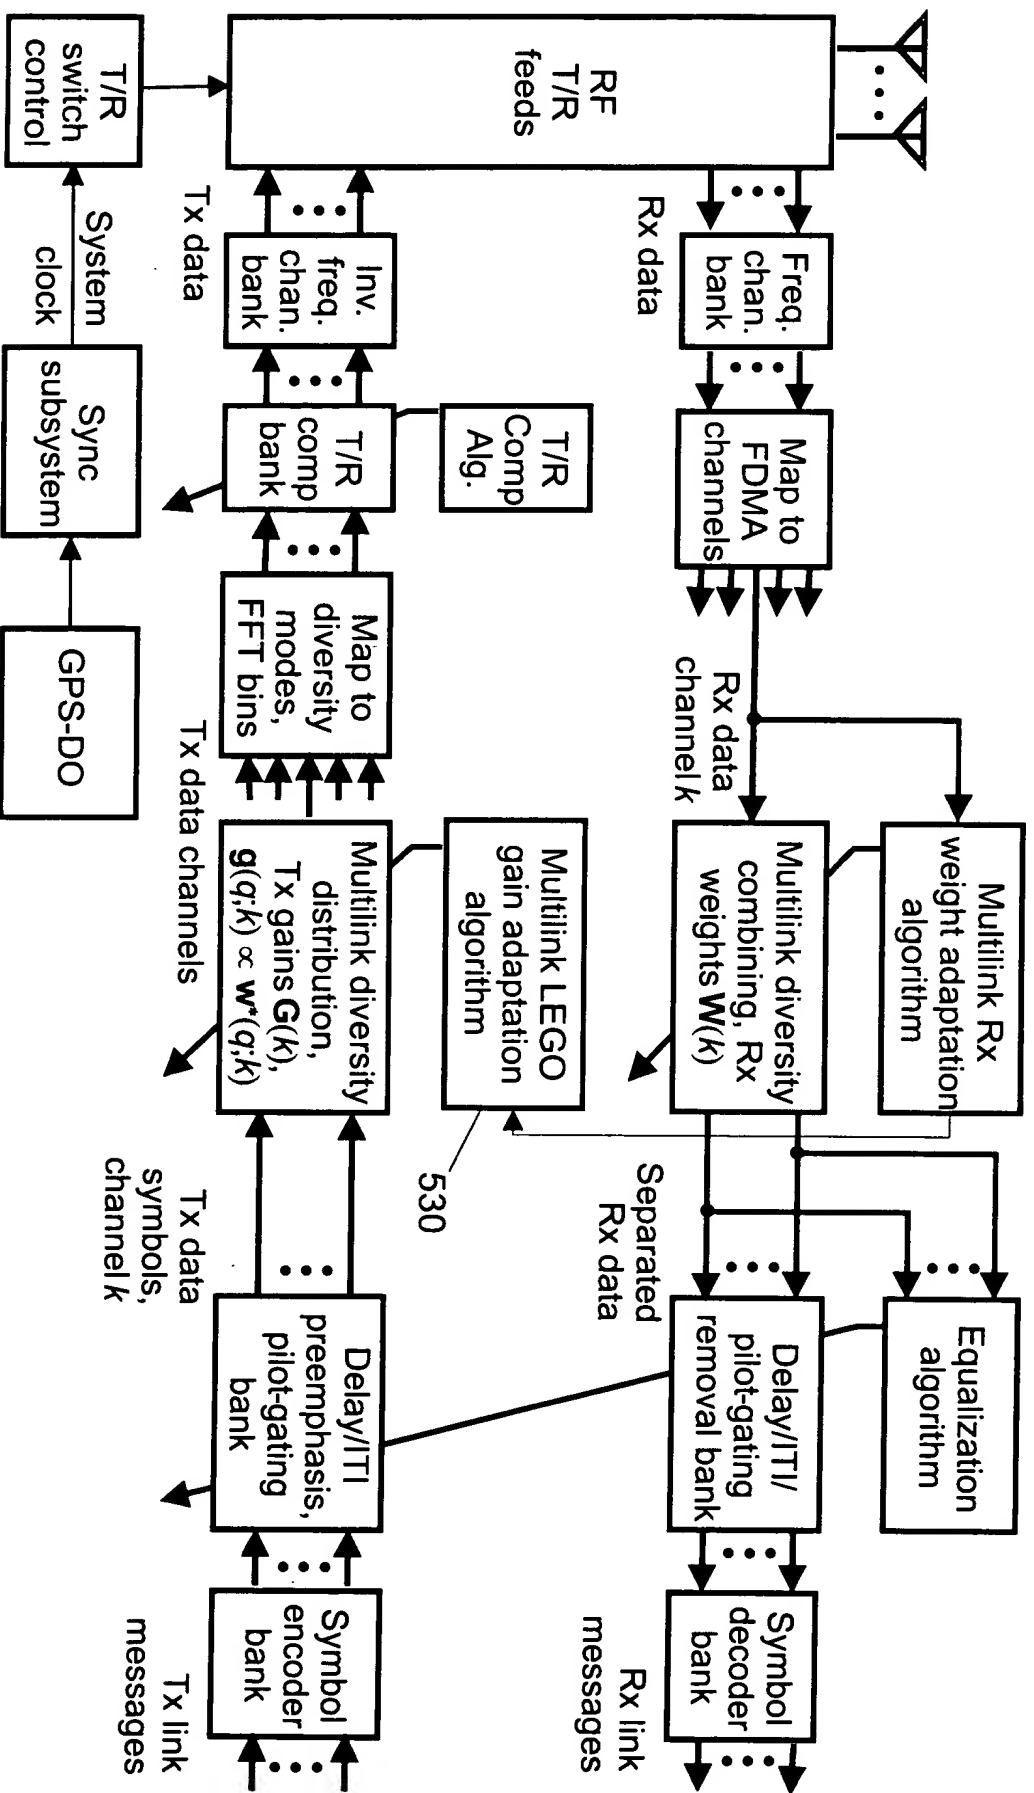 RF
T/R
feeds
Rx data
Freq.
chan.
bank
Map to
FDMA
channels
Rx data
channel k
Multilink Rx
weight adaptation
algorithm
Multilink diversity
combining, Rx
weights W(k)
Separated
Rx data
Equalization
algorithm
Delay/ITI/
pilot-gating
removal bank
Symbol
decoder
bank
Rx link
messages
Tx data
Inv.
freq.
chan.
bank
T/R
Comp
Alg.
T/R
comp
bank
Map to
diversity
modes,
FFT bins
Tx data channels
Multilink LEGO
gain adaptation
algorithm
530
Multilink diversity
distribution,
Tx gains G(k),
g(q;k) ∝ w*(q;k)
Tx data
symbols,
channel k
Delay/ITI
preemphasis,
pilot-gating
bank
Symbol
encoder
bank
Tx link
messages
T/R
switch
control
System
clock
Sync
subsystem
GPS-DO